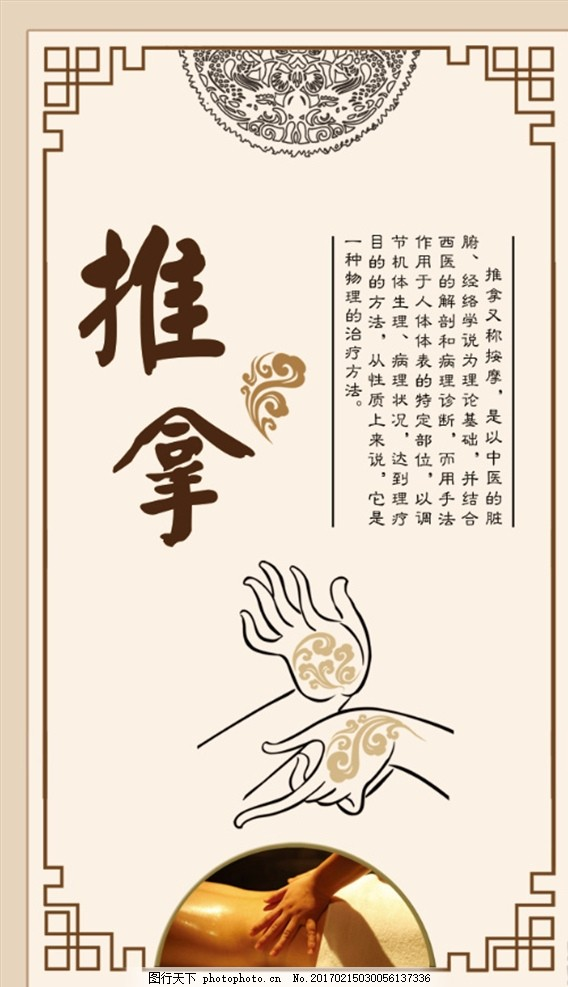 推拿
推拿又称按摩，是以中医的脏
腑、经络学说为理论基础，并结合
西医的解剖和病理诊断，而用手法
作用于人体体表的特定部位，以调
节机体生理、病理状况，达到理疗
目的的方法，从性质上来说，它是
一种物理的治疗方法。
图行天下 photophoto.cn No.20170215030056137336